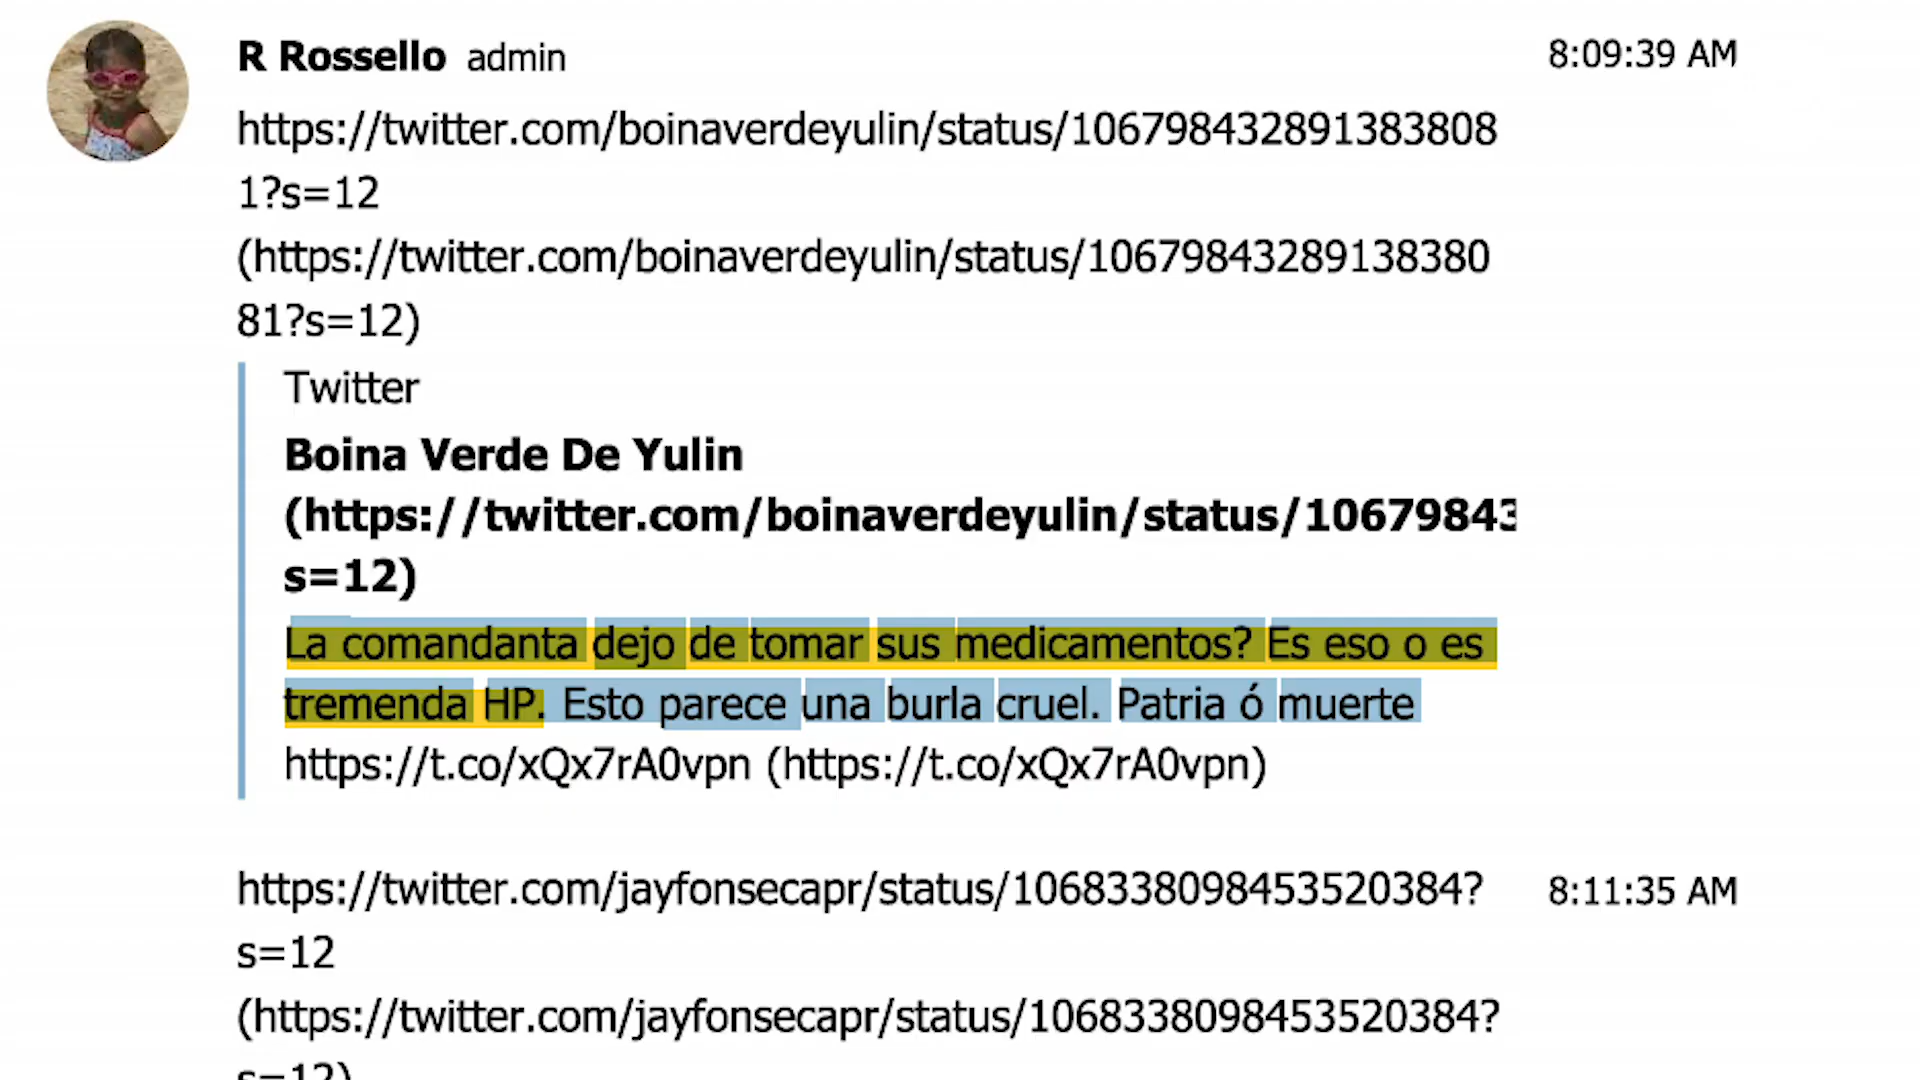 R Rossello admin 8:09:39 AM
https://twitter.com/boinaverdeyulin/status/106798432891383808
1?s=12
(https://twitter.com/boinaverdeyulin/status/10679843289138380
81?s=12)
Twitter
Boina Verde De Yulin
(https://twitter.com/boinaverdeyulin/status/10679843
s=12)
La comandanta dejo de tomar sus medicamentos? Es eso o es
tremenda HP. Esto parece una burla cruel. Patria ó muerte
https://t.co/xQx7rA0vpn (https://t.co/xQx7rA0vpn)
https://twitter.com/jayfonsecapr/status/1068338098453520384? 8:11:35 AM
s=12
(https://twitter.com/jayfonsecapr/status/1068338098453520384?
s=12)